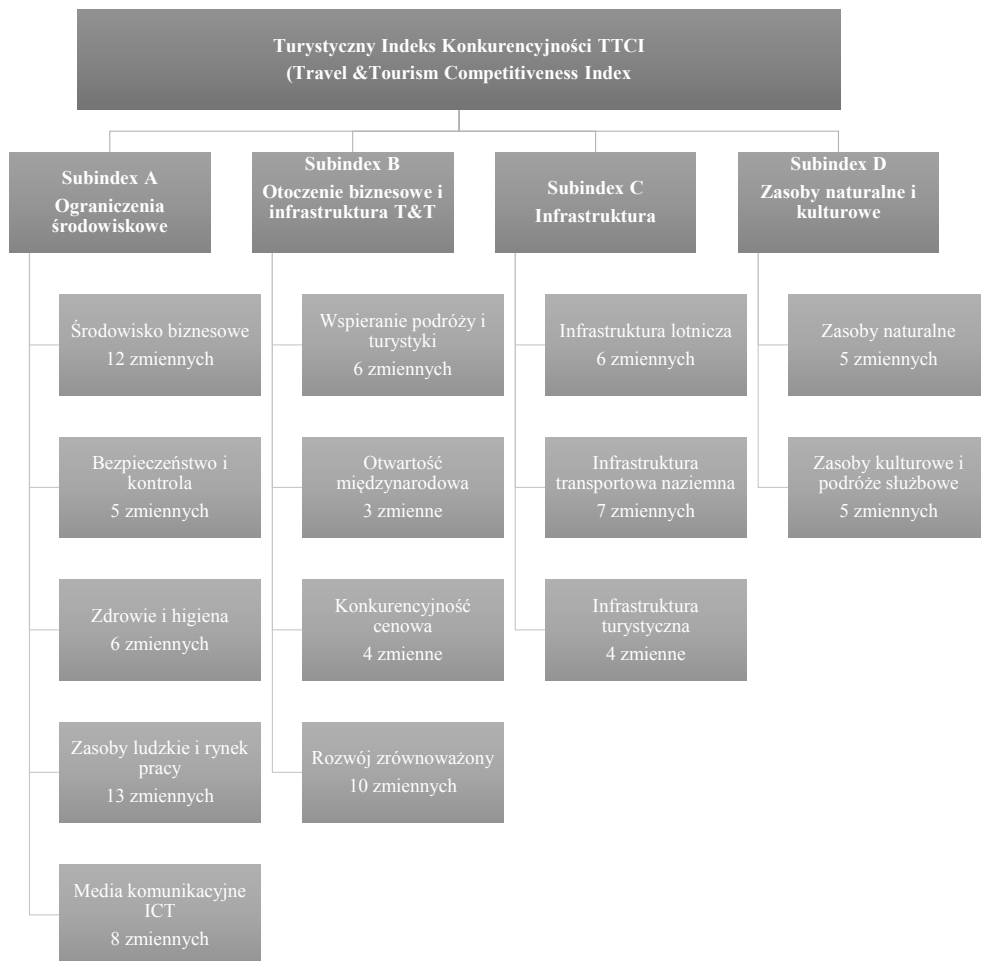 Turystyczny Indeks Konkurencyjności TTCI
(Travel &Tourism Competitiveness Index
Subindex A
Ograniczenia
środowiskowe
Środowisko biznesowe
12 zmiennych
Bezpieczeństwo i
kontrola
5 zmiennych
Zdrowie i higiena
6 zmiennych
Zasoby ludzkie i rynek
pracy
13 zmiennych
Media komunikacyjne
ICT
8 zmiennych
Subindex B
Otoczenie biznesowe i
infrastruktura T&T
Wspieranie podróży i
turystyki
6 zmiennych
Otwartość
międzynarodowa
3 zmienne
Konkurencyjność
cenowa
4 zmienne
Rozwój zrównoważony
10 zmiennych
Subindex C
Infrastruktura
Infrastruktura lotnicza
6 zmiennych
Infrastruktura
transportowa naziemna
7 zmiennych
Infrastruktura
turystyczna
4 zmienne
Subindex D
Zasoby naturalne i
kulturowe
Zasoby naturalne
5 zmiennych
Zasoby kulturowe i
podróże służbowe
5 zmiennych